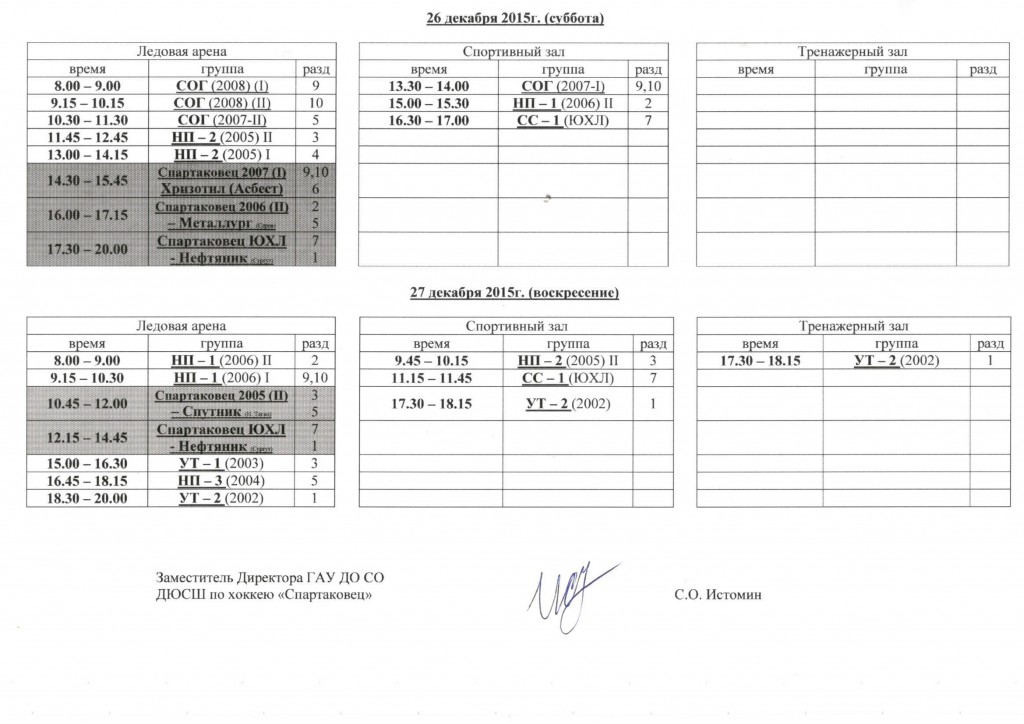 26 декабря 2015г. (суббота)
Ледовая арена
время группа разд
8.00 – 9.00 СОГ (2008) (I) 9
9.15 – 10.15 СОГ (2008) (II) 10
10.30 – 11.30 СОГ (2007-II) 5
11.45 – 12.45 НП – 2 (2005) II 3
13.00 – 14.15 НП – 2 (2005) I 4
14.30 – 15.45 Спартаковец 2007 (I) 9,10
Хризотил (Асбест) 6
16.00 – 17.15 Спартаковец 2006 (II) 2
– Металлург 5
17.30 – 20.00 Спартаковец ЮХЛ 7
- Нефтяник (Сургут) 1
Спортивный зал
время группа разд
13.30 – 14.00 СОГ (2007-I) 9,10
15.00 – 15.30 НП – 1 (2006) II 2
16.30 – 17.00 СС – 1 (ЮХЛ) 7
Тренажерный зал
время группа разд
27 декабря 2015г. (воскресение)
Ледовая арена
время группа разд
8.00 – 9.00 НП – 1 (2006) II 2
9.15 – 10.30 НП – 1 (2006) I 9,10
10.45 – 12.00 Спартаковец 2005 (II) 3
– Спутник (Н. Тагил) 5
12.15 – 14.45 Спартаковец ЮХЛ 7
- Нефтяник (Сургут) 1
15.00 – 16.30 УТ – 1 (2003) 3
16.45 – 18.15 НП – 3 (2004) 5
18.30 – 20.00 УТ – 2 (2002) 1
Спортивный зал
время группа разд
9.45 – 10.15 НП – 2 (2005) II 3
11.15 – 11.45 СС – 1 (ЮХЛ) 7
17.30 – 18.15 УТ – 2 (2002) 1
Тренажерный зал
время группа разд
17.30 – 18.15 УТ – 2 (2002) 1
Заместитель Директора ГАУ ДО СО
ДЮСШ по хоккею «Спартаковец»
С.О. Истомин